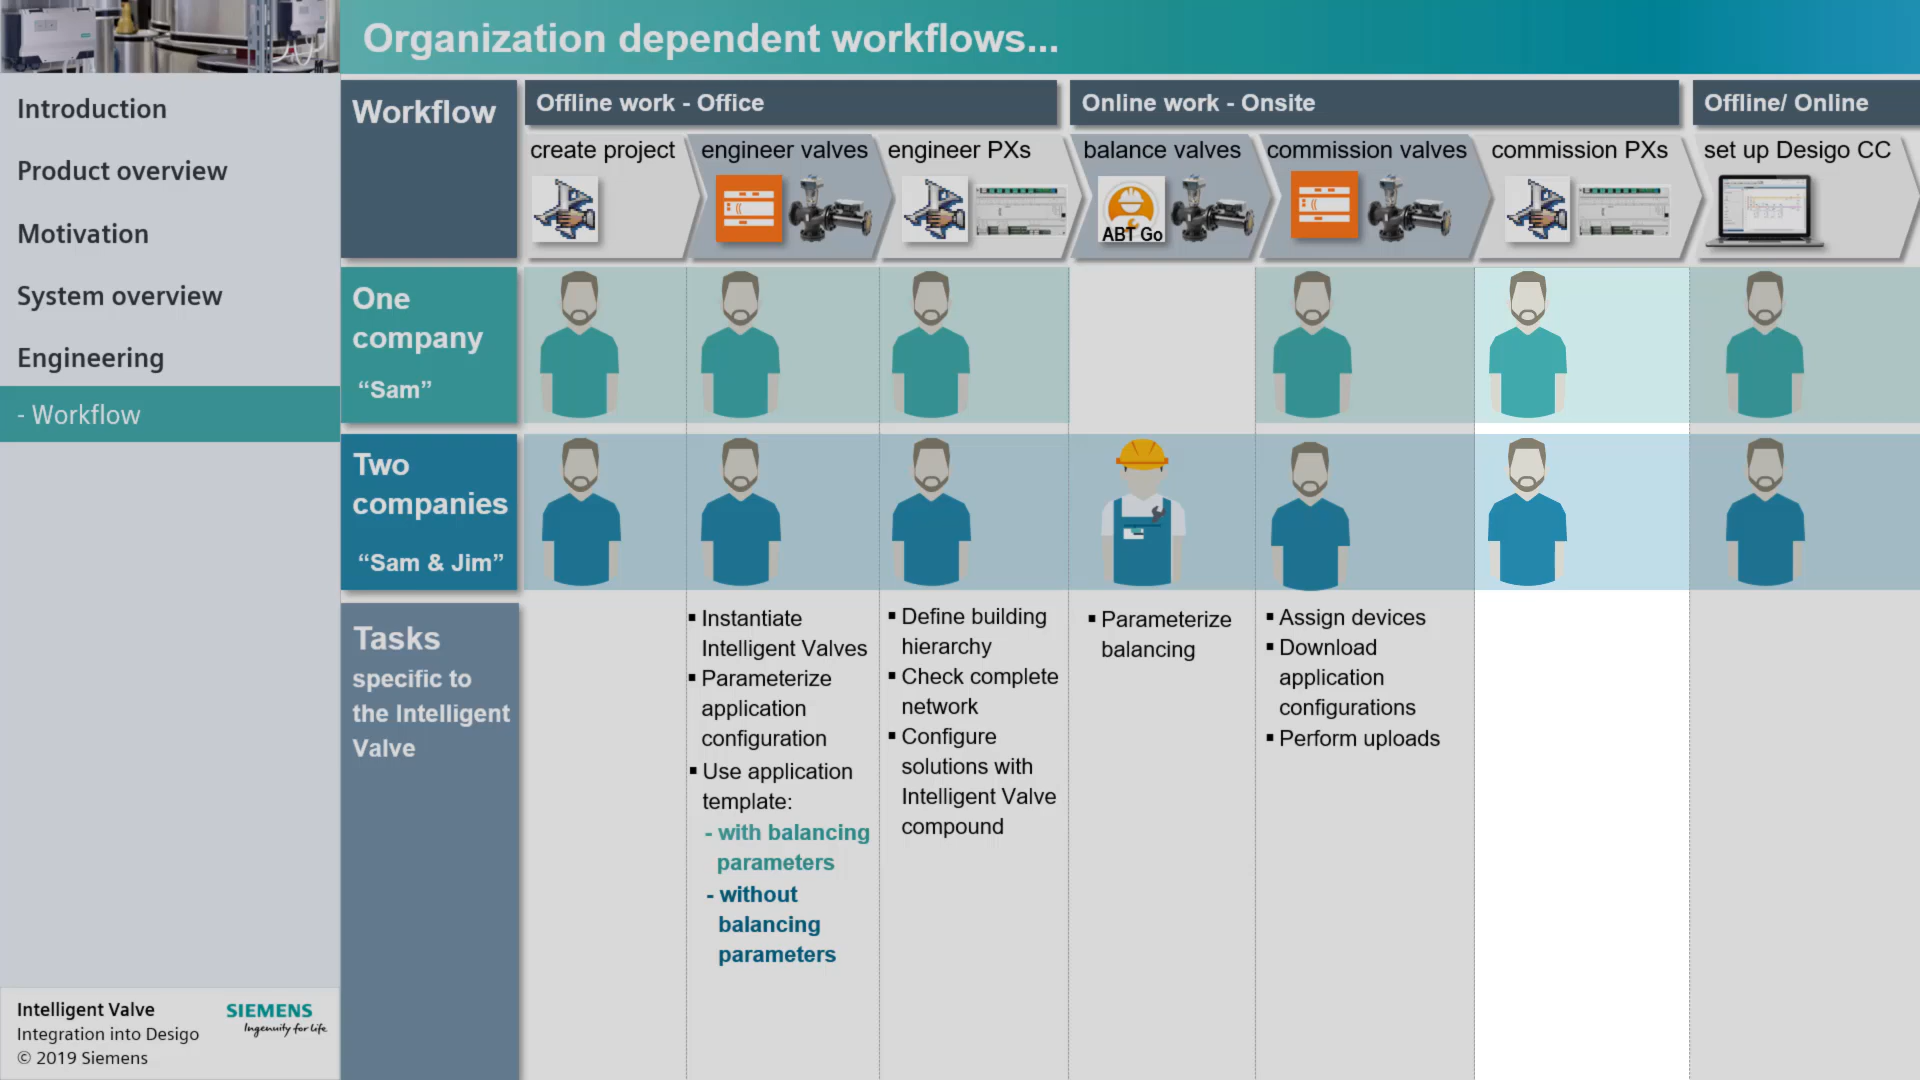 Organization dependent workflows...
Introduction
Product overview
Motivation
System overview
Engineering
- Workflow
Workflow
Offline work - Office
Online work - Onsite
Offline/ Online
create project
engineer valves
engineer PXs
balance valves
commission valves
commission PXs
set up Desigo CC
ABT Go
One
company
“Sam”
Two
companies
“Sam & Jim”
Tasks
specific to
the Intelligent
Valve
▪ Instantiate
Intelligent Valves
▪ Parameterize
application
configuration
▪ Use application
template:
- with balancing
parameters
- without
balancing
parameters
▪ Define building
hierarchy
▪ Check complete
network
▪ Configure
solutions with
Intelligent Valve
compound
▪ Parameterize
balancing
▪ Assign devices
▪ Download
application
configurations
▪ Perform uploads
Intelligent Valve
Integration into Desigo
© 2019 Siemens
SIEMENS
Ingenuity for life